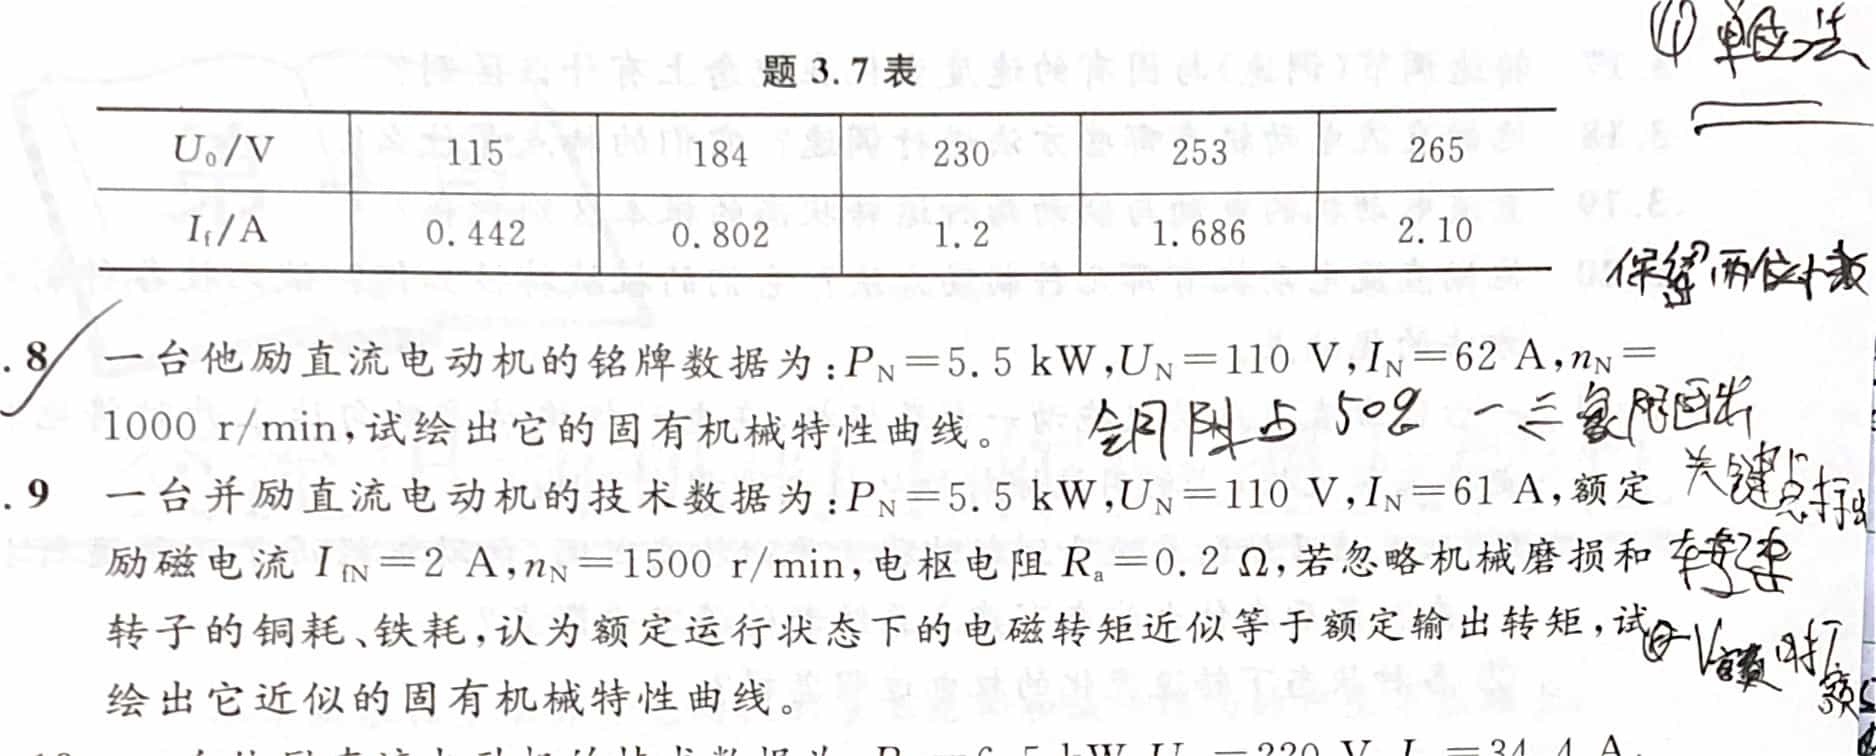 (4) 单位法
题 3.7 表
U₀/V 115 184 230 253 265
I_f/A 0.442 0.802 1.2 1.686 2.10
保留两位小数
.8 一台他励直流电动机的铭牌数据为:P_N=5.5 kW,U_N=110 V,I_N=62 A,n_N=
1000 r/min,试绘出它的固有机械特性曲线。
铜耗占 50% 一 三象限画出
关键点标出
.9 一台并励直流电动机的技术数据为:P_N=5.5 kW,U_N=110 V,I_N=61 A,额定
励磁电流 I_fN=2 A,n_N=1500 r/min,电枢电阻 R_a=0.2 Ω,若忽略机械磨损和
转子的铜耗、铁耗,认为额定运行状态下的电磁转矩近似等于额定输出转矩,试
绘出它近似的固有机械特性曲线。